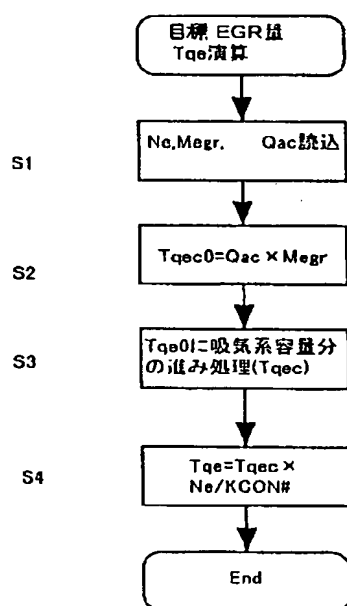 目標 EGR量
Tqe演算
S1
Ne,Megr, Qac読込
S2
Tqec0=Qac×Megr
S3
Tqe0に吸気系容量分
の進み処理(Tqec)
S4
Tqe=Tqec×
Ne/KCON#
End